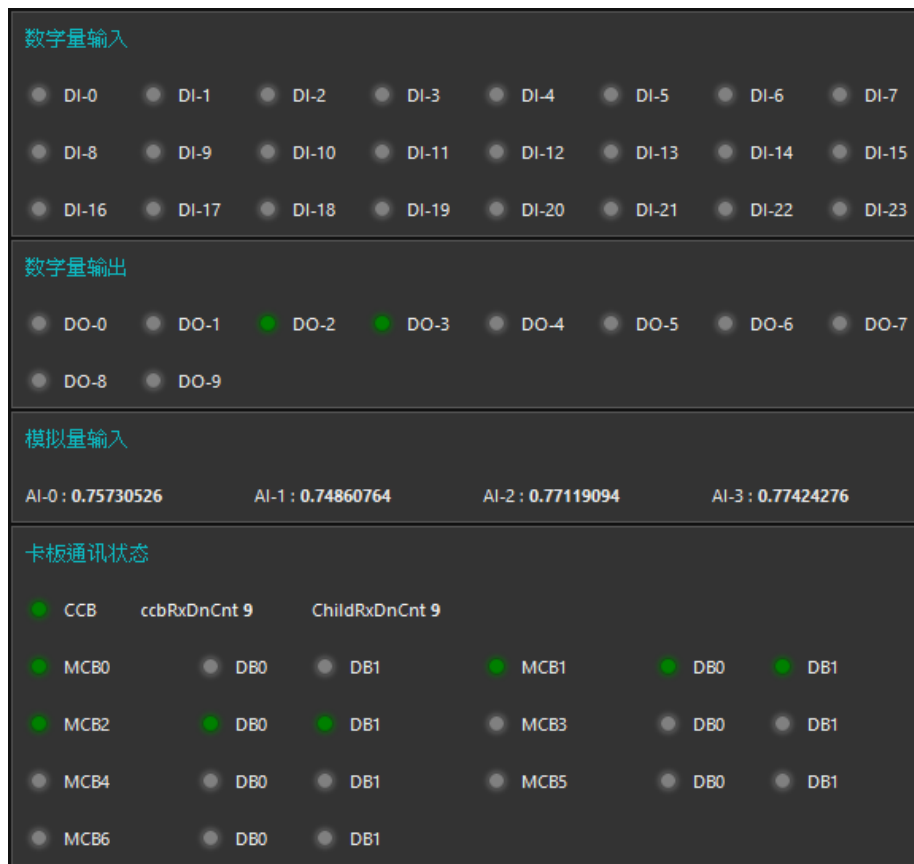 数字量输入
DI-0 DI-1 DI-2 DI-3 DI-4 DI-5 DI-6 DI-7
DI-8 DI-9 DI-10 DI-11 DI-12 DI-13 DI-14 DI-15
DI-16 DI-17 DI-18 DI-19 DI-20 DI-21 DI-22 DI-23
数字量输出
DO-0 DO-1 DO-2 DO-3 DO-4 DO-5 DO-6 DO-7
DO-8 DO-9
模拟量输入
AI-0 : 0.75730526 AI-1 : 0.74860764 AI-2 : 0.77119094 AI-3 : 0.77424276
卡板通讯状态
CCB ccbRxDnCnt 9 ChildRxDnCnt 9
MCB0 DB0 DB1 MCB1 DB0 DB1
MCB2 DB0 DB1 MCB3 DB0 DB1
MCB4 DB0 DB1 MCB5 DB0 DB1
MCB6 DB0 DB1